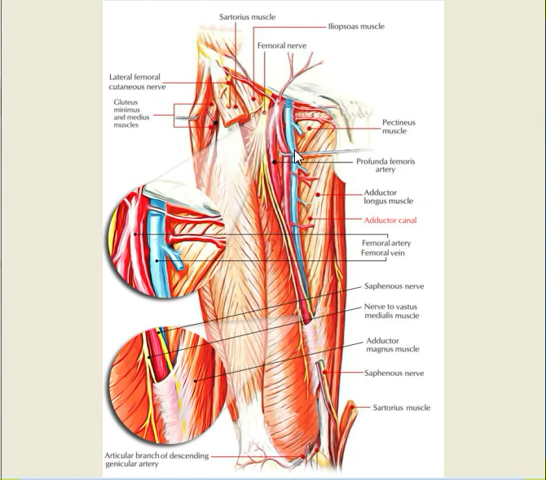 Sartorius muscle
Iliopsoas muscle
Femoral nerve
Lateral femoral
cutaneous nerve
Gluteus
minimus
and medius
muscles
Pectineus
muscle
Profunda femoris
artery
Adductor
longus muscle
Adductor canal
Femoral artery
Femoral vein
Saphenous nerve
Nerve to vastus
medialis muscle
Adductor
magnus muscle
Saphenous nerve
Sartorius muscle
Articular branch of descending
genicular artery